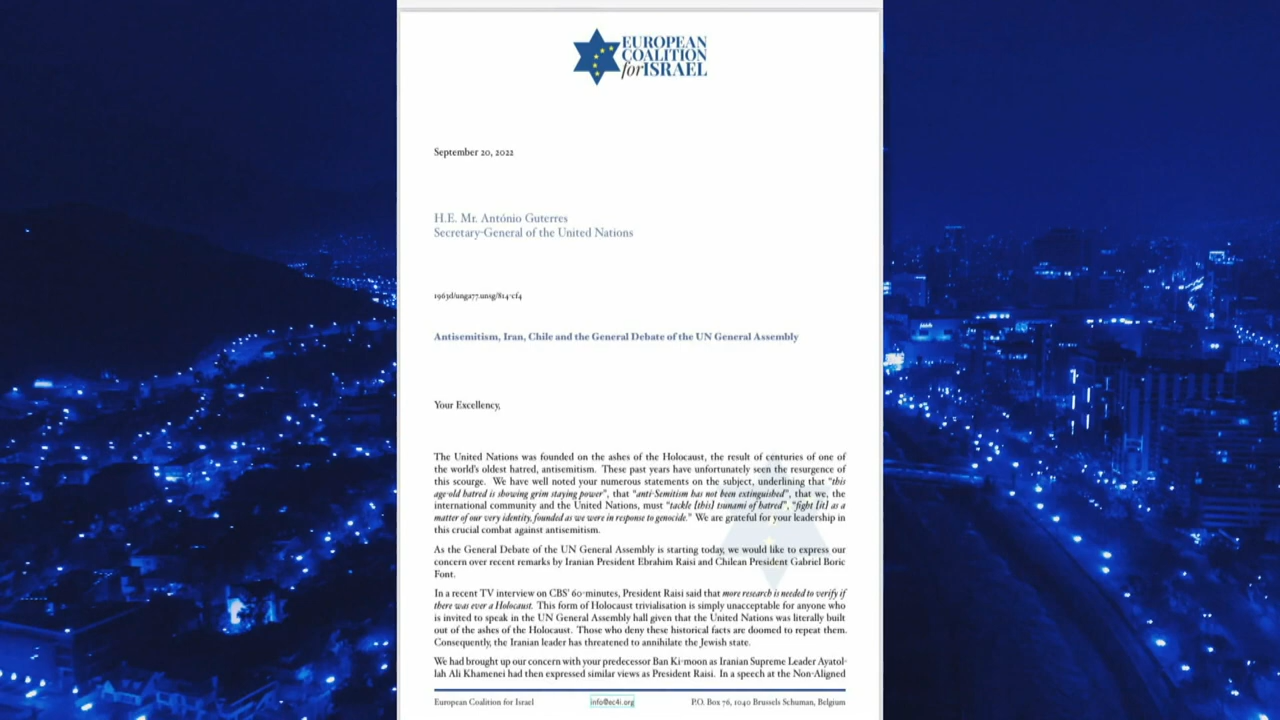 EUROPEAN
COALITION
forISRAEL
September 20, 2022
H.E. Mr. António Guterres
Secretary-General of the United Nations
1963d/unga77.unsg/814-cf4
Antisemitism, Iran, Chile and the General Debate of the UN General Assembly
Your Excellency,
The United Nations was founded on the ashes of the Holocaust, the result of centuries of one of
the world's oldest hatred, antisemitism. These past years have unfortunately seen the resurgence of
this scourge. We have well noted your numerous statements on the subject, underlining that "this
age-old hatred is showing grim staying power", that "anti-Semitism has not been extinguished", that we, the
international community and the United Nations, must "tackle [this] tsunami of hatred", "fight [it] as a
matter of our very identity, founded as we were in response to genocide." We are grateful for your leadership in
this crucial combat against antisemitism.
As the General Debate of the UN General Assembly is starting today, we would like to express our
concern over recent remarks by Iranian President Ebrahim Raisi and Chilean President Gabriel Boric
Font.
In a recent TV interview on CBS' 60-minutes, President Raisi said that more research is needed to verify if
there was ever a Holocaust. This form of Holocaust trivialisation is simply unacceptable for anyone who
is invited to speak in the UN General Assembly hall given that the United Nations was literally built
out of the ashes of the Holocaust. Those who deny these historical facts are doomed to repeat them.
Consequently, the Iranian leader has threatened to annihilate the Jewish state.
We had brought up our concern with your predecessor Ban Ki-moon as Iranian Supreme Leader Ayatol-
lah Ali Khamenei had then expressed similar views as President Raisi. In a speech at the Non-Aligned
European Coalition for Israel
info@ec4i.org
P.O. Box 76, 1040 Brussels Schuman, Belgium